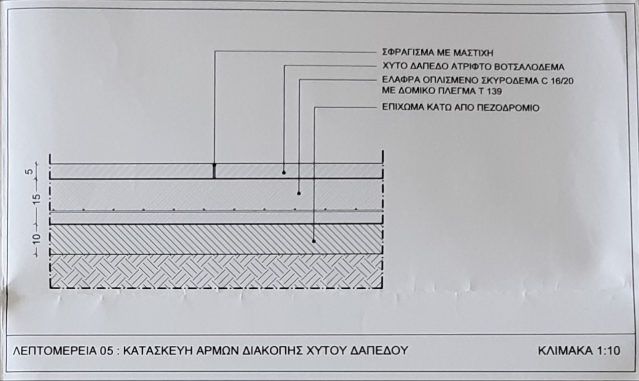 ΣΦΡΑΓΙΣΜΑ ΜΕ ΜΑΣΤΙΧΗ
ΧΥΤΟ ΔΑΠΕΔΟ ΑΤΡΙΦΤΟ ΒΟΤΣΑΛΟΔΕΜΑ
ΕΛΑΦΡΑ ΟΠΛΙΣΜΕΝΟ ΣΚΥΡΟΔΕΜΑ C 16/20
ΜΕ ΔΟΜΙΚΟ ΠΛΕΓΜΑ Τ 139
ΕΠΙΧΩΜΑ ΚΑΤΩ ΑΠΟ ΠΕΖΟΔΡΟΜΙΟ
5
15
10
ΛΕΠΤΟΜΕΡΕΙΑ 05 : ΚΑΤΑΣΚΕΥΗ ΑΡΜΩΝ ΔΙΑΚΟΠΗΣ ΧΥΤΟΥ ΔΑΠΕΔΟΥ
ΚΛΙΜΑΚΑ 1:10